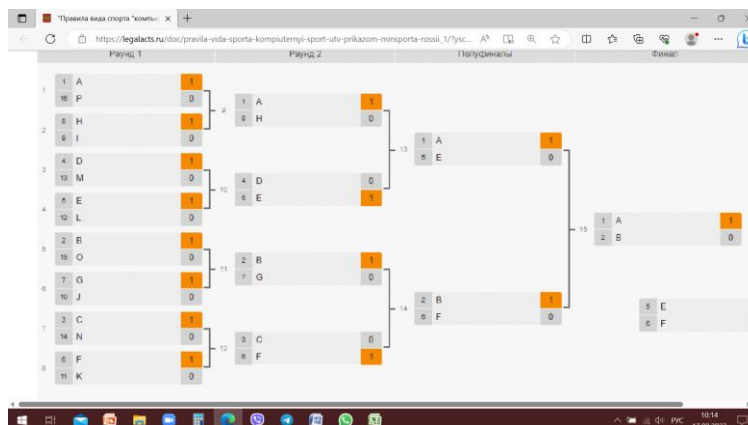 "Правила вида спорта "компью
https://legalacts.ru/doc/pravila-vida-sporta-kompiuternyi-sport-utv-prikazom-minsporta-rossii_1/?ysc...
Раунд 1 Раунд 2 Полуфиналы Финал
1
1 A 1
16 P 0
2
8 H 1
9 I 0
3
4 D 1
13 M 0
4
5 E 1
12 L 0
5
2 B 1
15 O 0
6
7 G 1
10 J 0
7
3 C 1
14 N 0
8
6 F 1
11 K 0
9
1 A 1
8 H 0
10
4 D 0
5 E 1
11
2 B 1
7 G 0
12
3 C 0
6 F 1
13
1 A 1
5 E 0
14
2 B 1
6 F 0
15
1 A 1
2 B 0
5 E
6 F
РУС
10:14